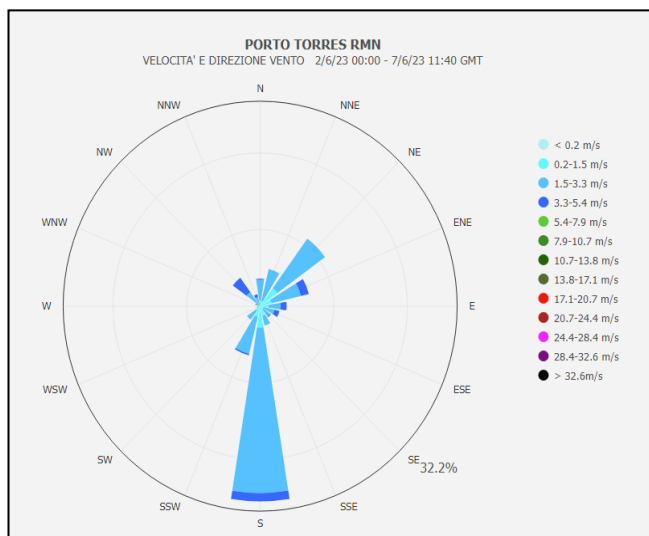 PORTO TORRES RMN
VELOCITA' E DIREZIONE VENTO 2/6/23 00:00 - 7/6/23 11:40 GMT
N
NNW
NNE
NW
NE
WNW
ENE
W
E
WSW
ESE
SW
SE
32.2%
SSW
SSE
S
< 0.2 m/s
0.2-1.5 m/s
1.5-3.3 m/s
3.3-5.4 m/s
5.4-7.9 m/s
7.9-10.7 m/s
10.7-13.8 m/s
13.8-17.1 m/s
17.1-20.7 m/s
20.7-24.4 m/s
24.4-28.4 m/s
28.4-32.6 m/s
> 32.6m/s